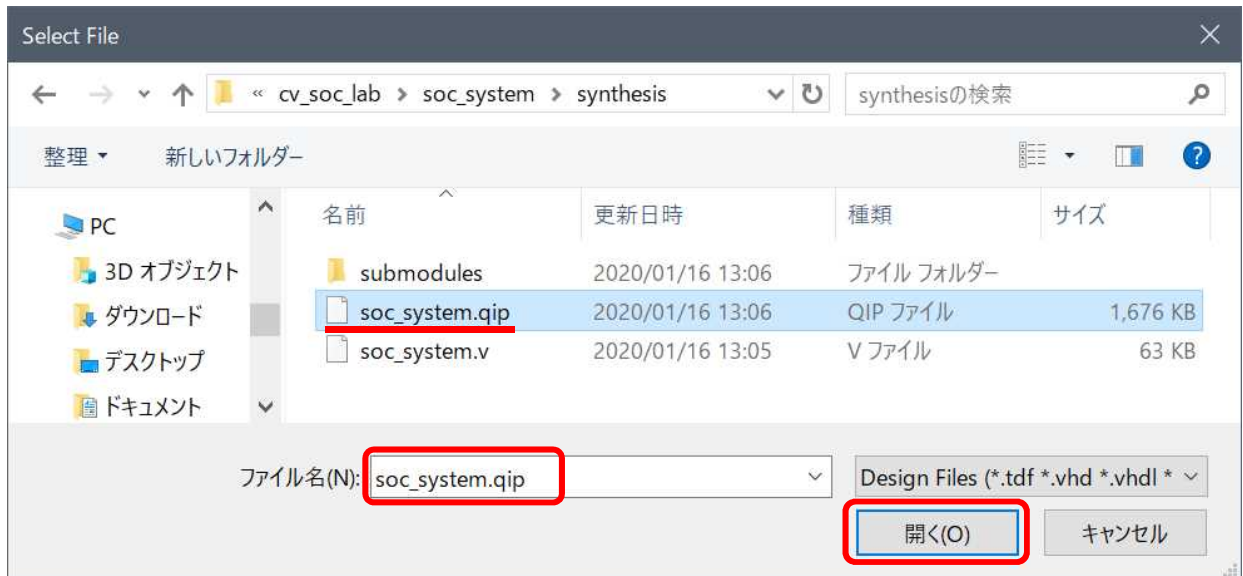 Select File
« cv_soc_lab > soc_system > synthesis
synthesisの検索
整理 新しいフォルダー
名前 更新日時 種類 サイズ
PC
3D オブジェクト
ダウンロード
デスクトップ
ドキュメント
submodules 2020/01/16 13:06 ファイル フォルダー
soc_system.qip 2020/01/16 13:06 QIP ファイル 1,676 KB
soc_system.v 2020/01/16 13:05 V ファイル 63 KB
ファイル名(N): soc_system.qip
Design Files (*.tdf *.vhd *.vhdl *
開く(O) キャンセル